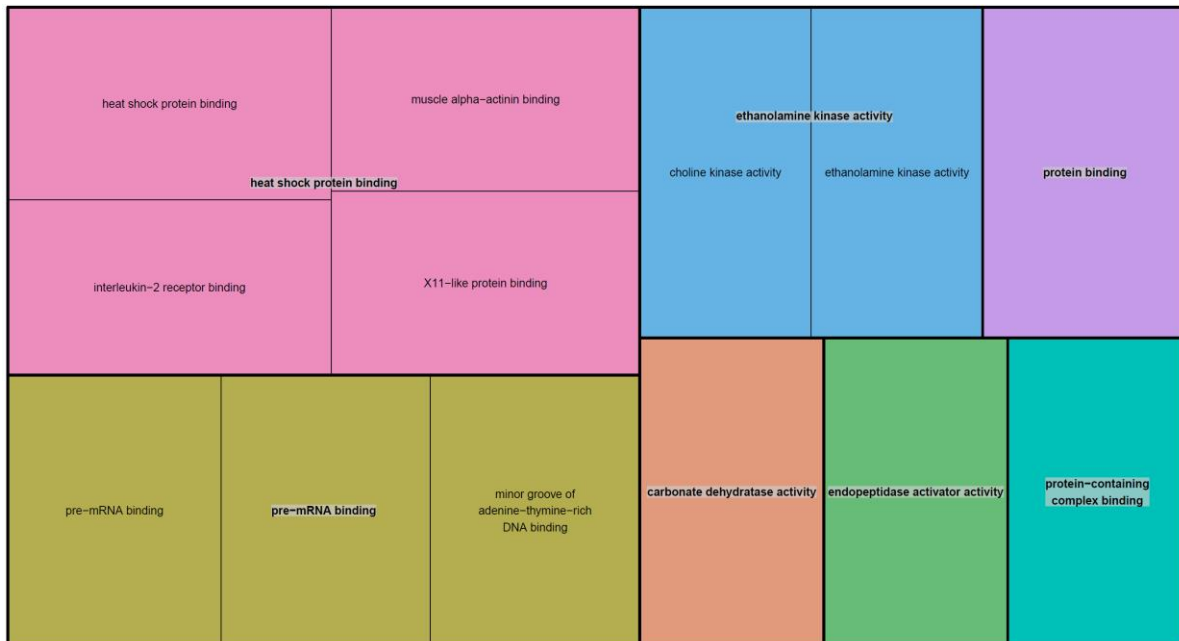 heat shock protein binding
muscle alpha−actinin binding
heat shock protein binding
interleukin−2 receptor binding
X11−like protein binding
ethanolamine kinase activity
choline kinase activity
ethanolamine kinase activity
protein binding
pre−mRNA binding
pre−mRNA binding
minor groove of
adenine−thymine−rich
DNA binding
carbonate dehydratase activity
endopeptidase activator activity
protein−containing
complex binding